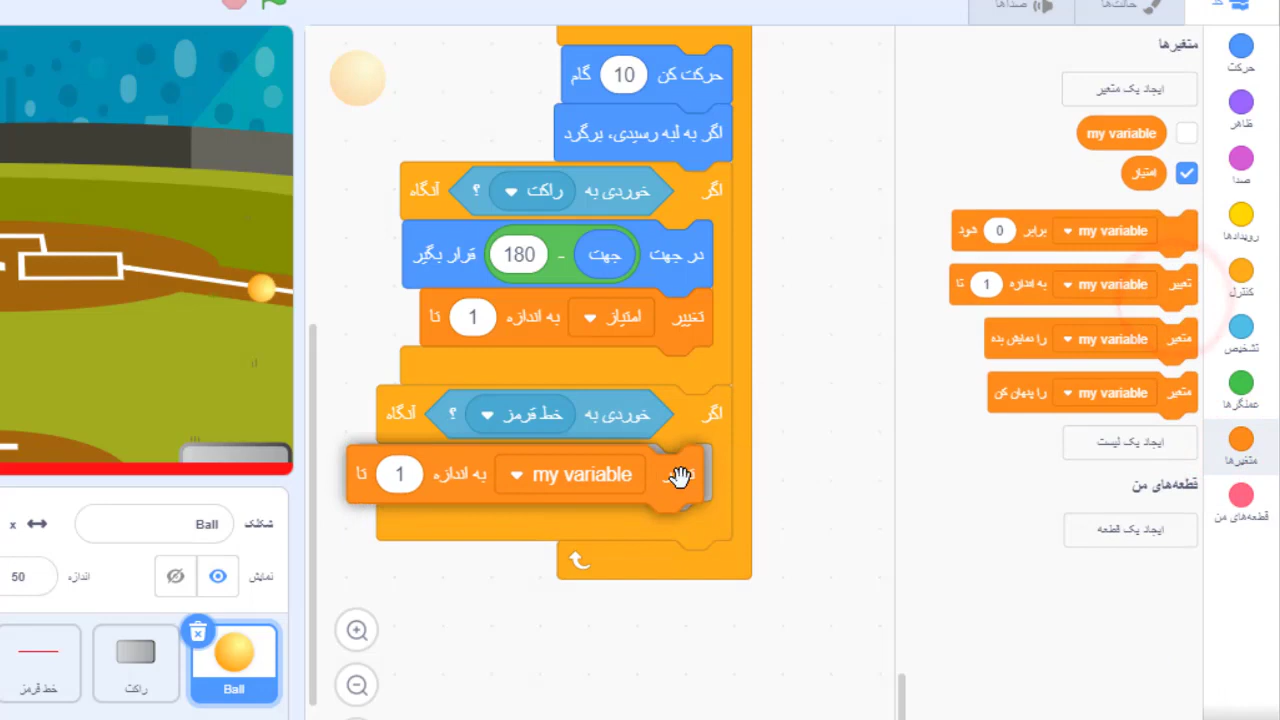 صداها
حالت‌ها
حرکت کن 10 گام
اگر به لبه رسیدی، برگرد
اگر خوردی به راکت ؟ آنگاه
در جهت جهت - 180 قرار بگیر
تغییر امتیاز به اندازه 1 تا
اگر خوردی به خط قرمز ؟ آنگاه
my variable به اندازه 1 تا
متغیرها
ایجاد یک متغیر
my variable
امتیاز
my variable برابر 0 شود
تغییر my variable به اندازه 1 تا
متغیر my variable را نمایش بده
متغیر my variable را پنهان کن
ایجاد یک لیست
قطعه‌های من
ایجاد یک قطعه
حرکت
ظاهر
صدا
رویدادها
کنترل
تشخیص
عملگرها
متغیرها
قطعه‌های من
شکلک Ball x
نمایش
اندازه 50
Ball
راکت
خط قرمز